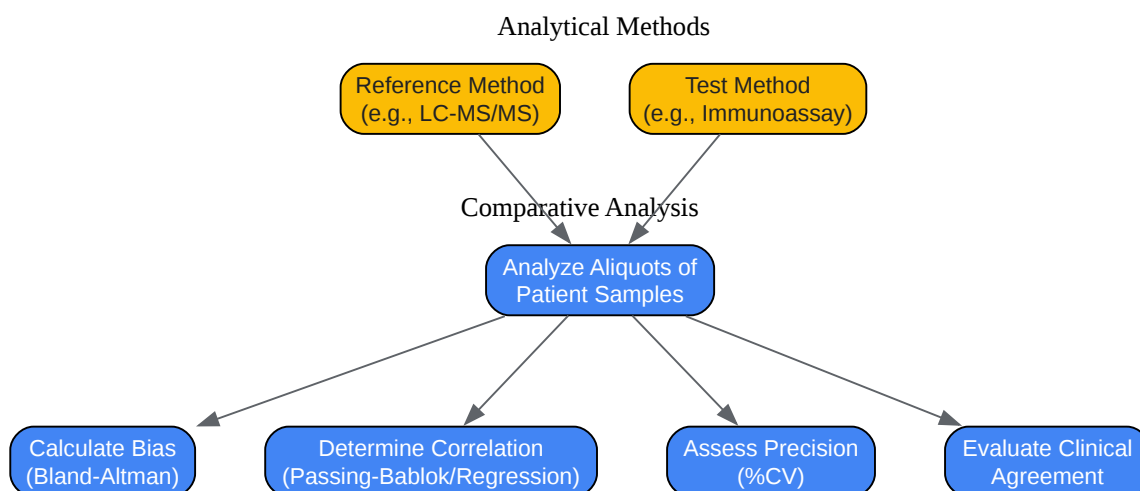 Analytical Methods
Reference Method
(e.g., LC-MS/MS)
Test Method
(e.g., Immunoassay)
Comparative Analysis
Analyze Aliquots of
Patient Samples
Calculate Bias
(Bland-Altman)
Determine Correlation
(Passing-Bablok/Regression)
Assess Precision
(%CV)
Evaluate Clinical
Agreement